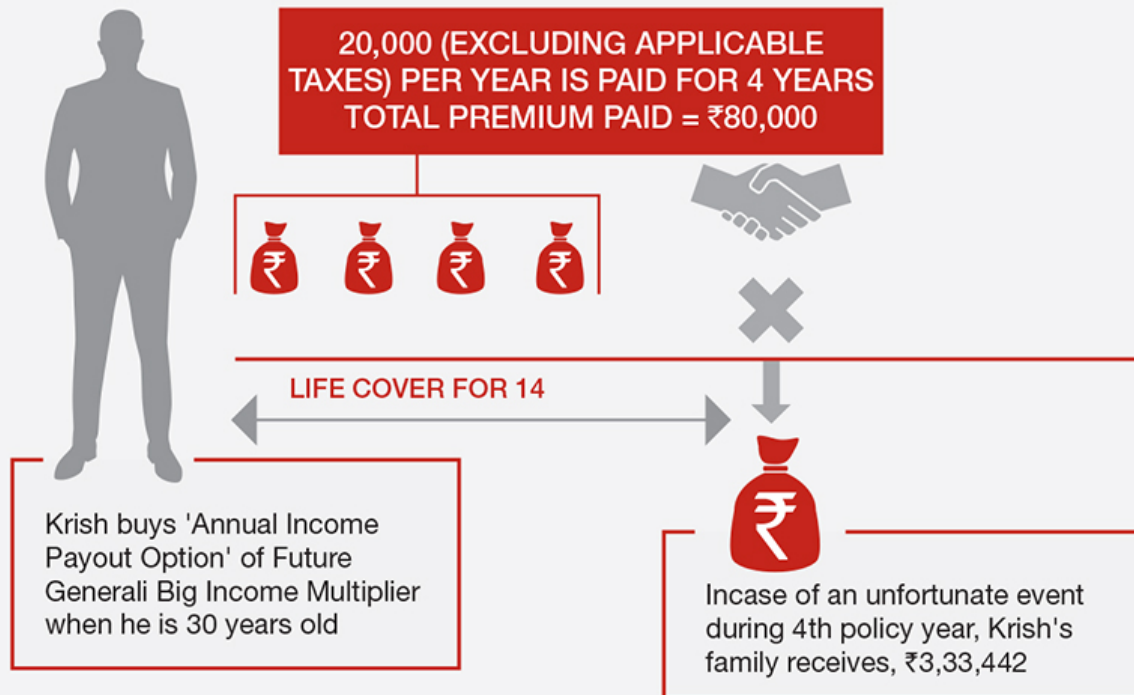 20,000 (EXCLUDING APPLICABLE
TAXES) PER YEAR IS PAID FOR 4 YEARS
TOTAL PREMIUM PAID = ₹80,000
₹ ₹ ₹ ₹
LIFE COVER FOR 14
₹
Krish buys 'Annual Income
Payout Option' of Future
Generali Big Income Multiplier
when he is 30 years old
Incase of an unfortunate event
during 4th policy year, Krish's
family receives, ₹3,33,442